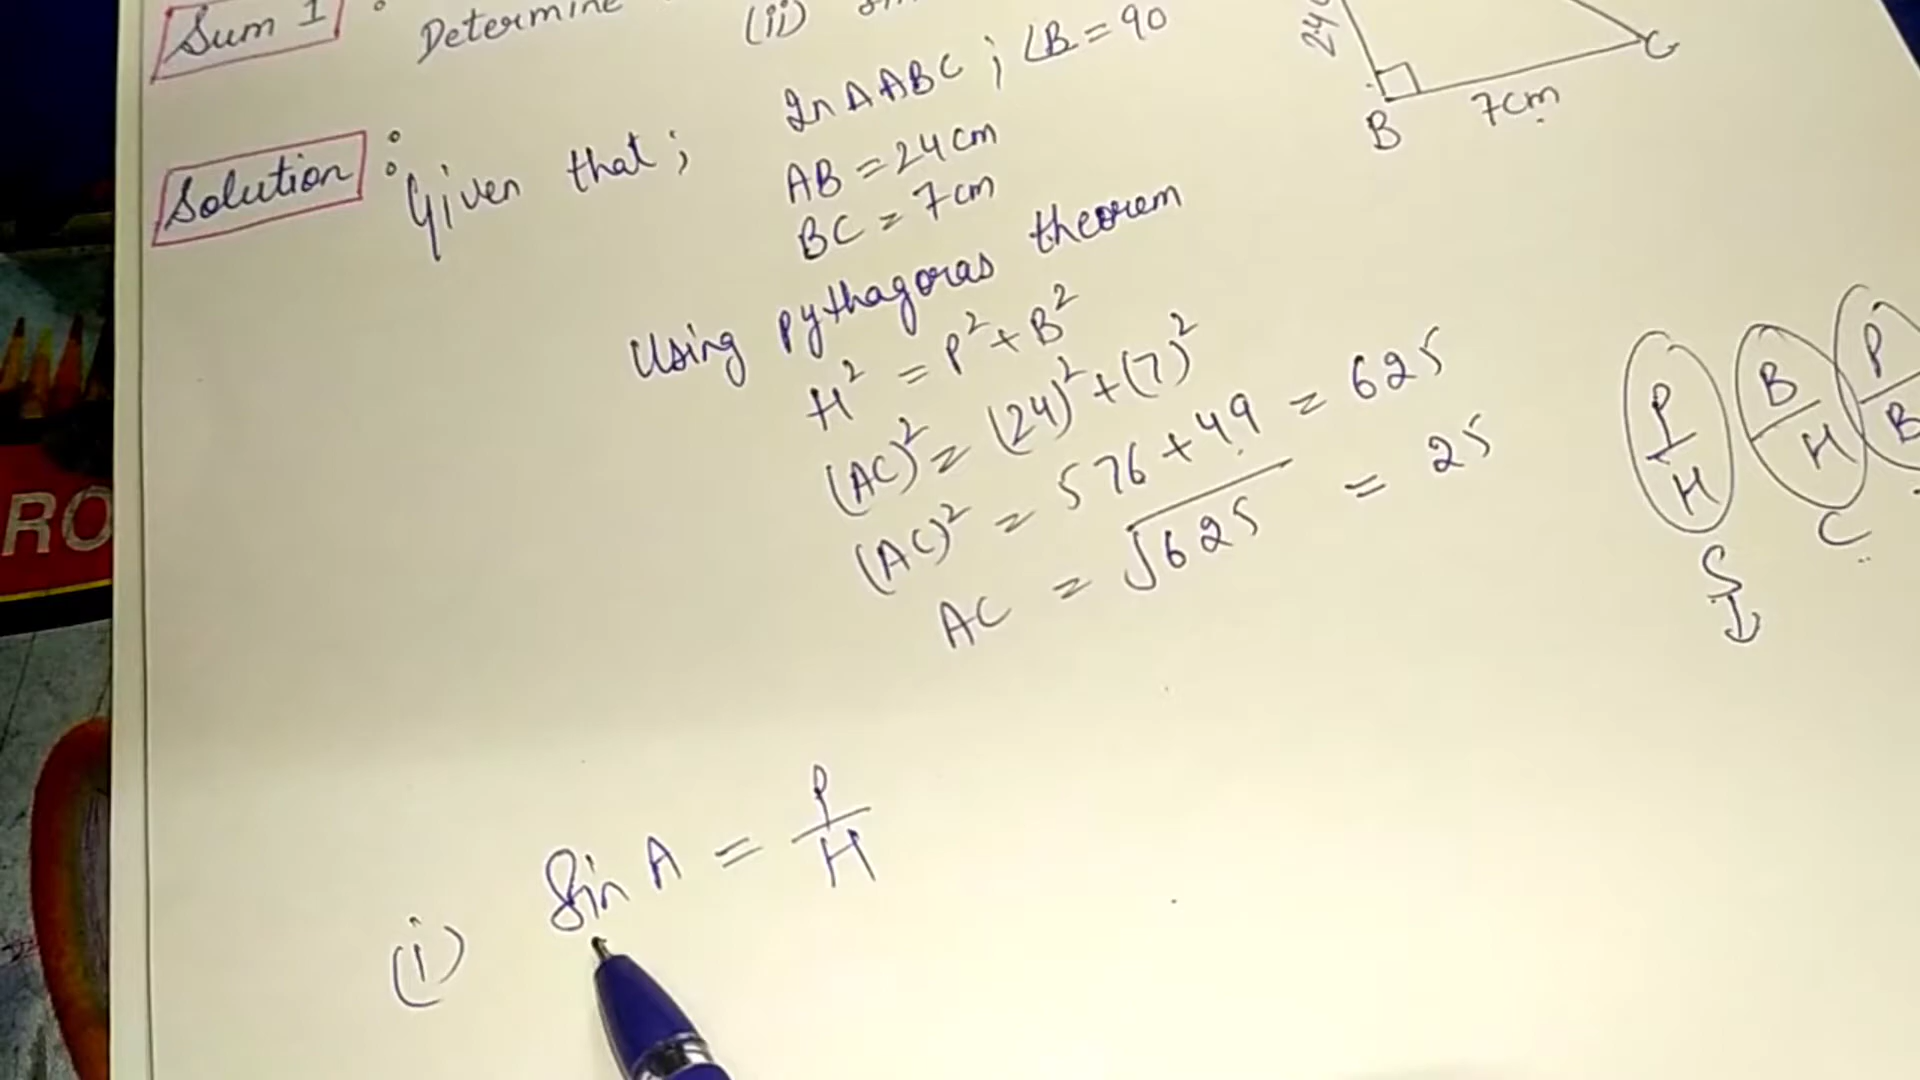 Sum 1 :
Determine
(ii)
Solution : Given that ; In ΔABC ; ∠B = 90
AB = 24 cm
BC = 7 cm
Using pythagoras theorem
H² = P² + B²
(AC)² = (24)² + (7)²
(AC)² = 576 + 49 = 625
AC = √625 = 25
(i) Sin A = P/H
24
B
7cm
C
P/H B/H P/B
S C
RO